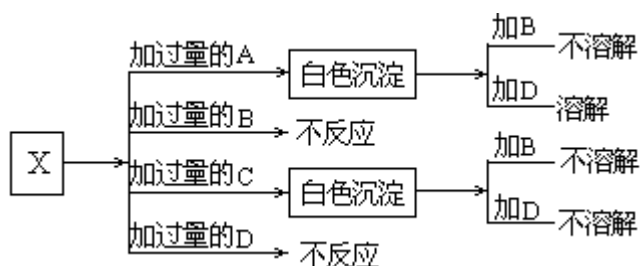 加B
加过量的A
白色沉淀
不溶解
加D
溶解
加过量的B
不反应
X
加B
加过量的C
白色沉淀
不溶解
加D
不溶解
加过量的D
不反应